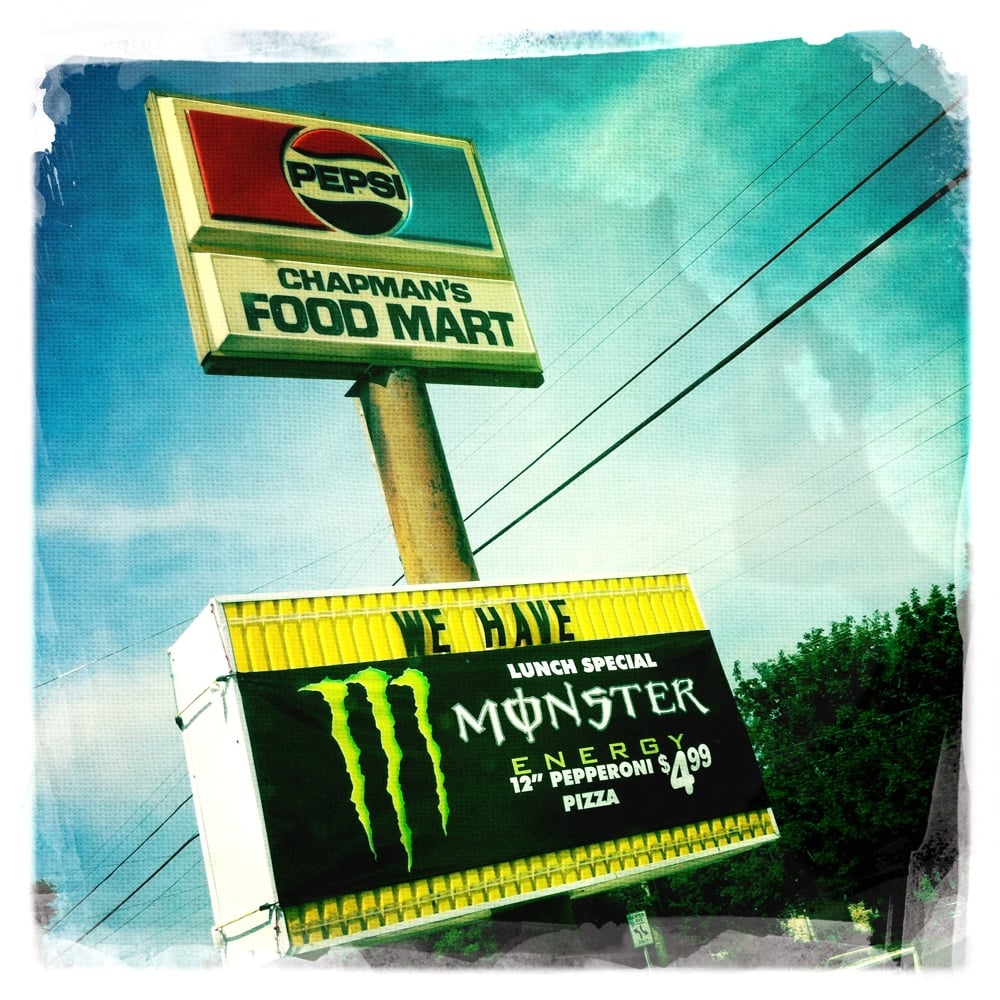 PEPSI
CHAPMAN'S
FOOD MART
WE HAVE
LUNCH SPECIAL
MONSTER
ENERGY
12" PEPPERONI $4.99
PIZZA